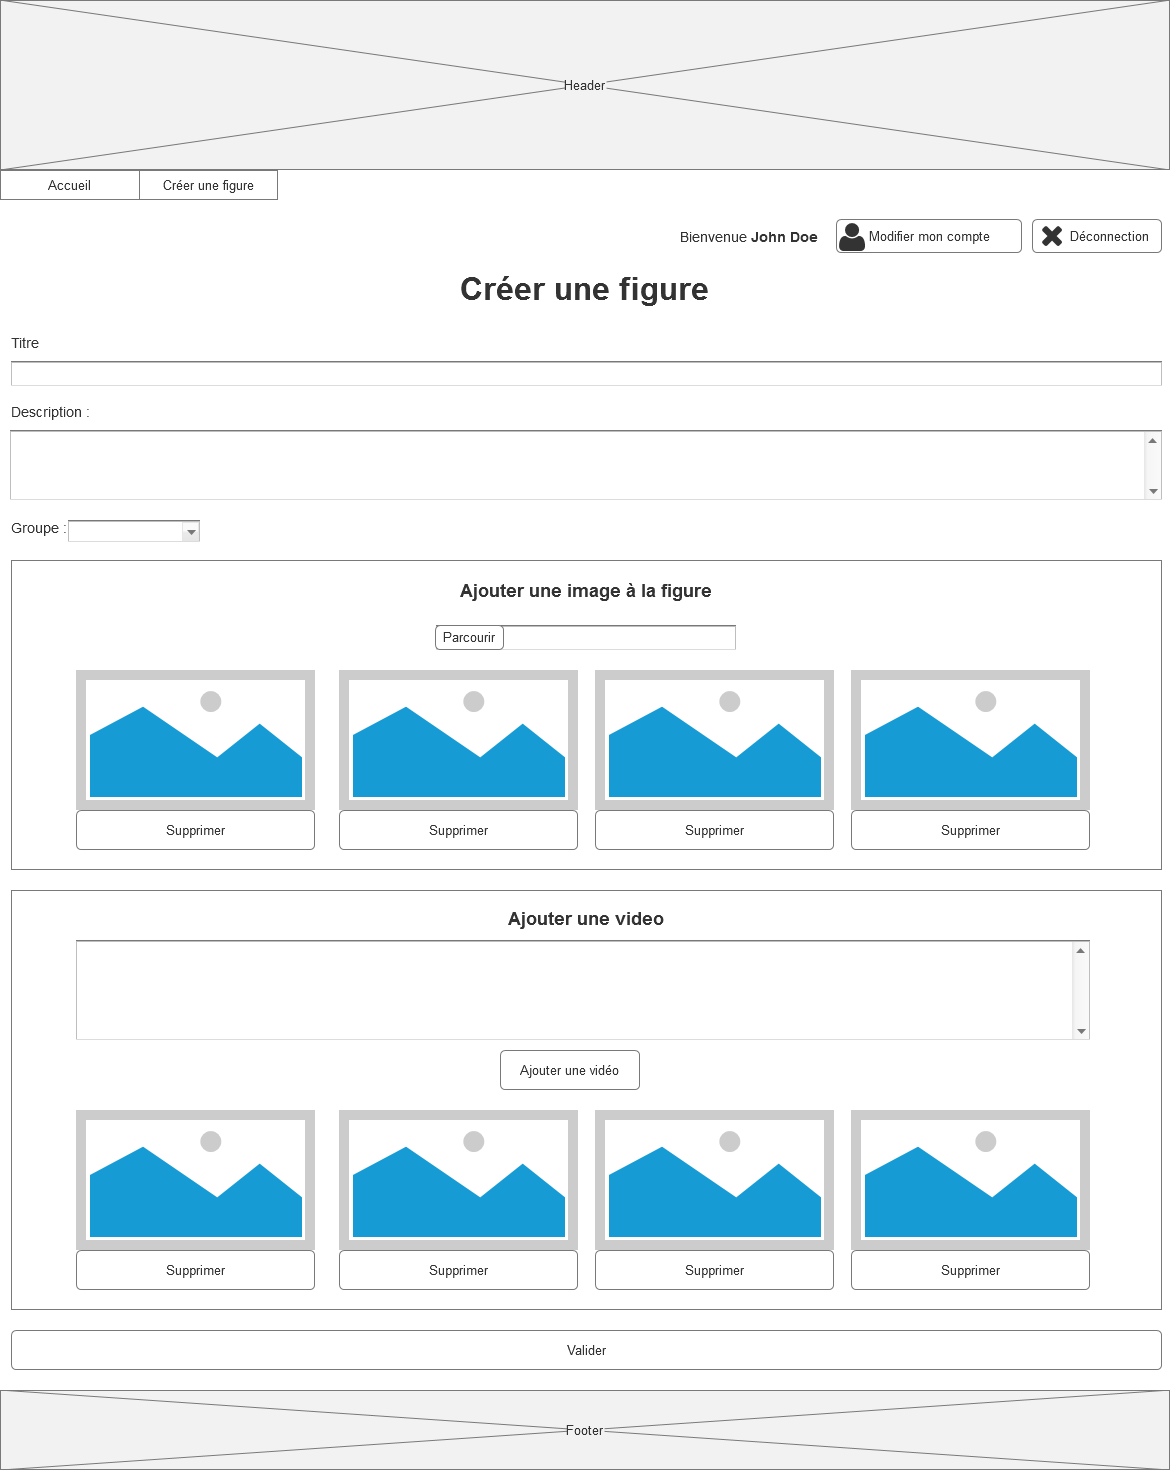 Header
Accueil
Créer une figure
Bienvenue John Doe
Modifier mon compte
Déconnection
Créer une figure
Titre
Description :
Groupe :
Ajouter une image à la figure
Parcourir
Supprimer
Supprimer
Supprimer
Supprimer
Ajouter une video
Ajouter une vidéo
Supprimer
Supprimer
Supprimer
Supprimer
Valider
Footer